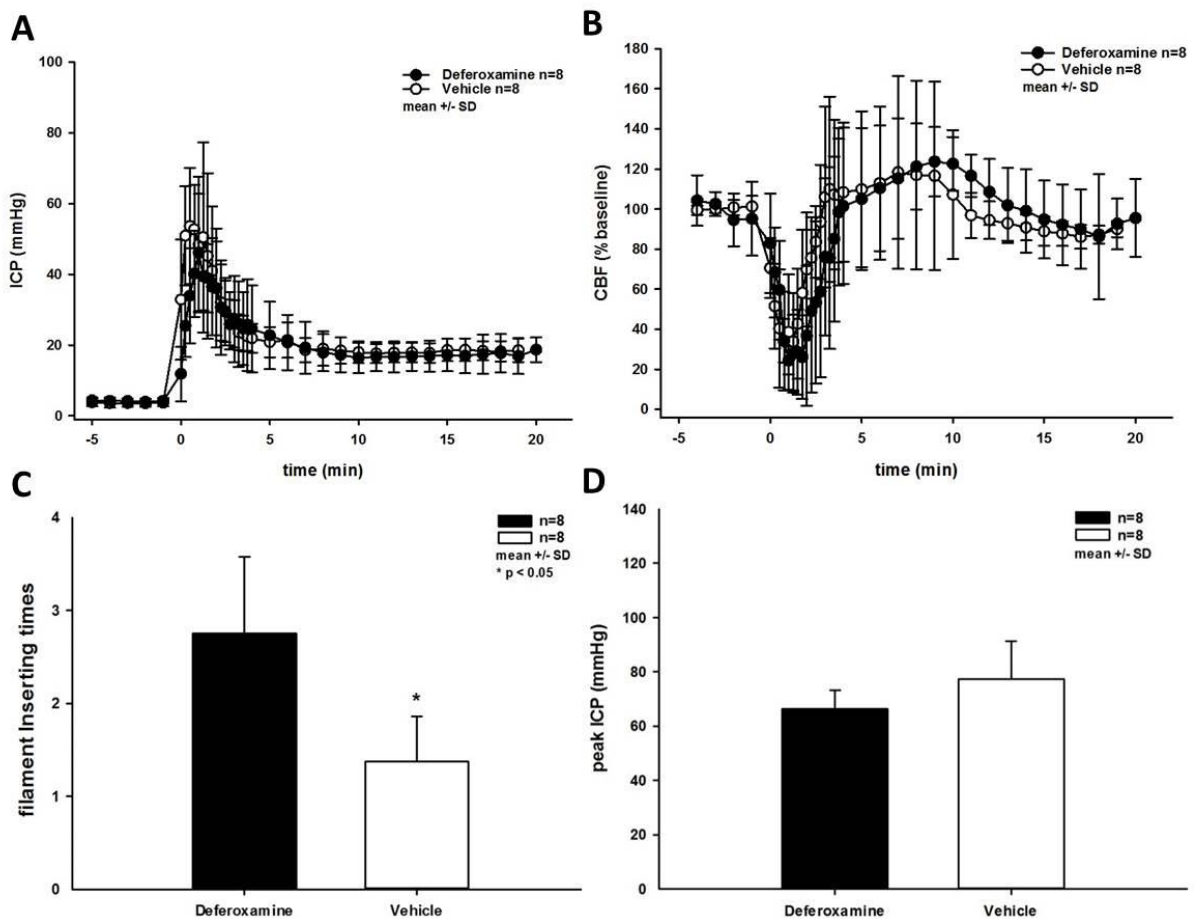 A
ICP (mmHg)
100
80
60
40
20
0
Deferoxamine n=8
Vehicle n=8
mean +/- SD
-5
0
5
10
15
20
time (min)
B
CBF (% baseline)
180
160
140
120
100
80
60
40
20
0
Deferoxamine n=8
Vehicle n=8
mean +/- SD
-5
0
5
10
15
20
time (min)
C
filament Inserting times
4
3
2
1
0
n=8
n=8
mean +/- SD
* p < 0.05
*
Deferoxamine
Vehicle
D
peak ICP (mmHg)
140
120
100
80
60
40
20
0
n=8
n=8
mean +/- SD
Deferoxamine
Vehicle